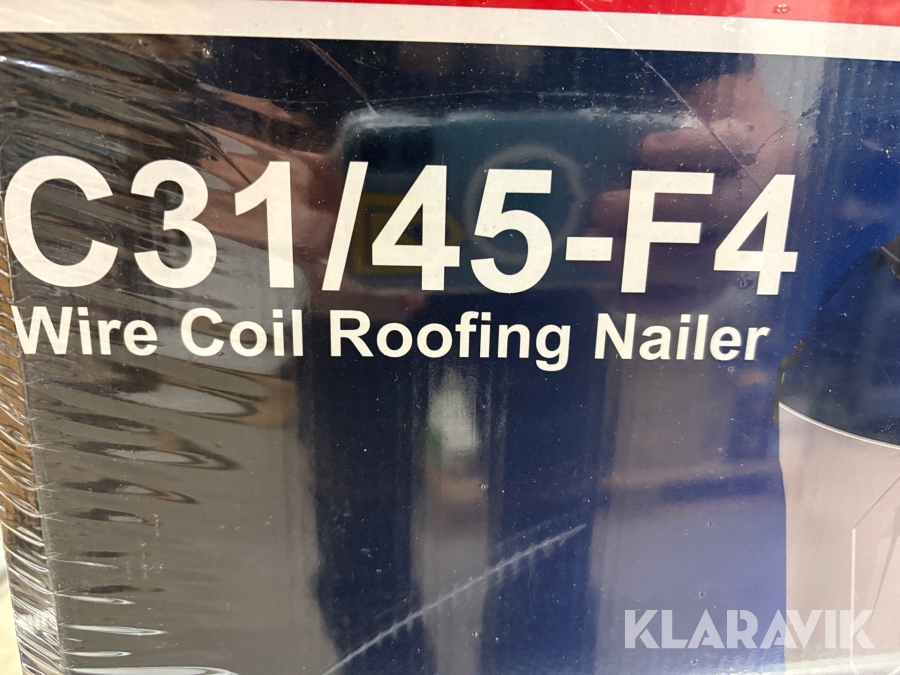 C31/45-F4
Wire Coil Roofing Nailer
KLARAVIK